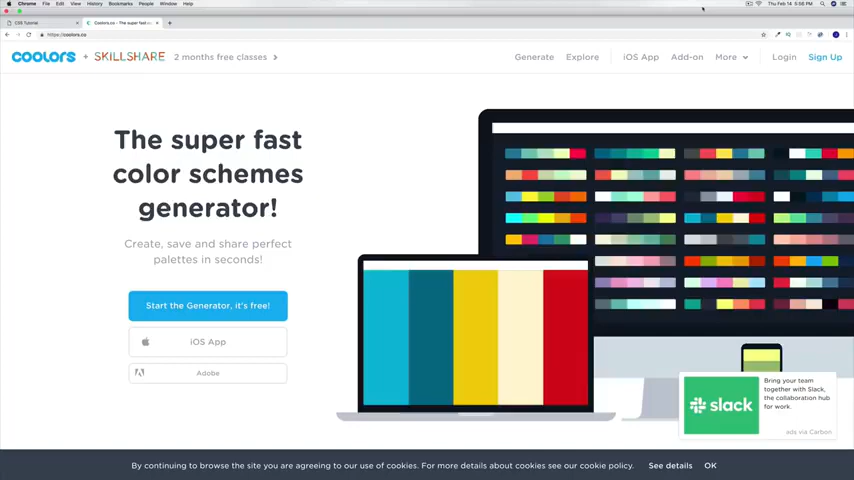 Chrome File Edit View History Bookmarks People Window Help
Thu Feb 14 5:58 PM
CSS Tutorial
Coolors.co - The super fast
https://coolors.co
coolors + SKILLSHARE 2 months free classes
Generate Explore iOS App Add-on More Login Sign Up
The super fast
color schemes
generator!
Create, save and share perfect
palettes in seconds!
Start the Generator, it's free!
iOS App
Adobe
slack
Bring your team
together with Slack,
the collaboration hub
for work.
ads via Carbon
By continuing to browse the site you are agreeing to our use of cookies. For more details about cookies see our cookie policy. See details OK